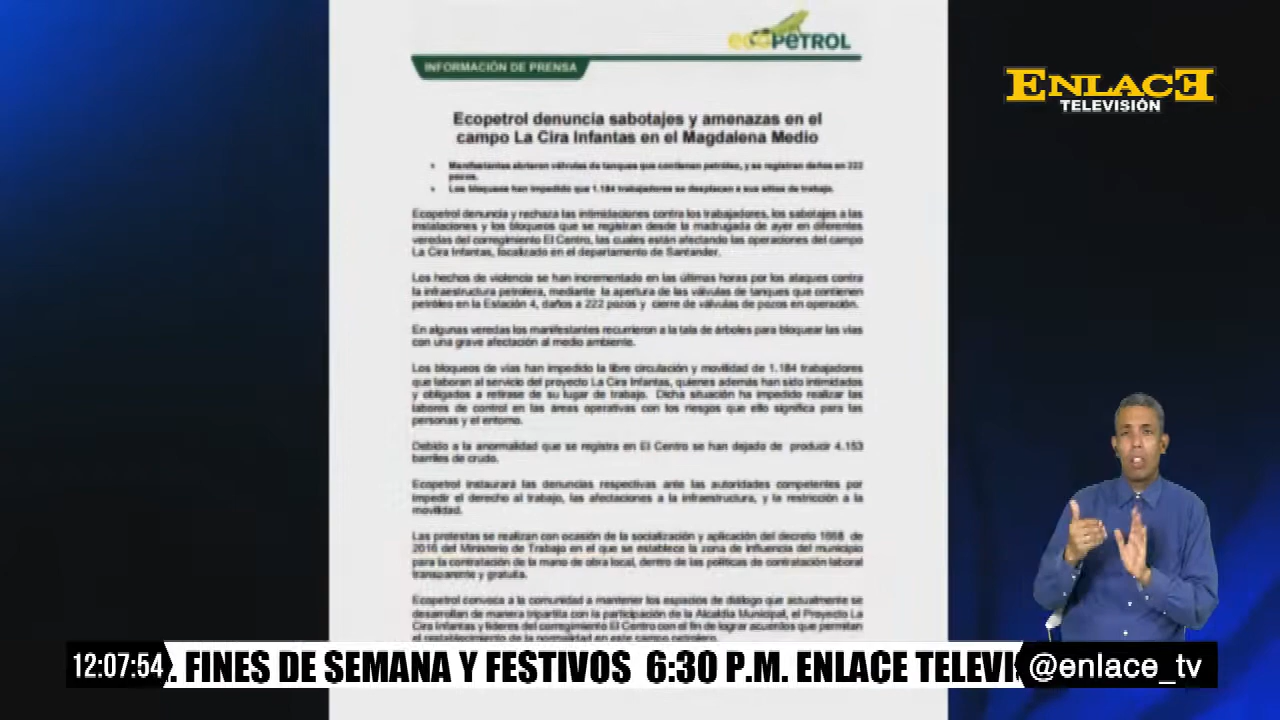 ecoPETROL
INFORMACIÓN DE PRENSA
ENLACE
TELEVISIÓN
Ecopetrol denuncia sabotajes y amenazas en el
campo La Cira Infantas en el Magdalena Medio
• Manifestantes abrieron válvulas de tanques que contienen petróleo, y se registran daños en 222
pozos.
• Los bloqueos han impedido que 1.184 trabajadores se desplacen a sus sitios de trabajo.
Ecopetrol denuncia y rechaza las intimidaciones contra los trabajadores, los sabotajes a las
instalaciones y los bloqueos que se registran desde la madrugada de ayer en diferentes
veredas del corregimiento El Centro, las cuales están afectando las operaciones del campo
La Cira Infantas, localizado en el departamento de Santander.
Los hechos de violencia se han incrementado en las últimas horas por los ataques contra
la infraestructura petrolera, mediante la apertura de las válvulas de tanques que contienen
petróleo en la Estación 4, daños a 222 pozos y cierre de válvulas de pozos en operación.
En algunas veredas los manifestantes recurrieron a la tala de árboles para bloquear las vías
con una grave afectación al medio ambiente.
Los bloqueos de vías han impedido la libre circulación y movilidad de 1.184 trabajadores
que laboran al servicio del proyecto La Cira Infantas, quienes además han sido intimidados
y obligados a retirase de su lugar de trabajo. Dicha situación ha impedido realizar las
labores de control en las áreas operativas con los riesgos que ello significa para las
personas y el entorno.
Debido a la anormalidad que se registra en El Centro se han dejado de producir 4.153
barriles de crudo.
Ecopetrol instaurará las denuncias respectivas ante las autoridades competentes por
impedir el derecho al trabajo, las afectaciones a la infraestructura, y la restricción a la
movilidad.
Las protestas se realizan con ocasión de la socialización y aplicación del decreto 1668 de
2016 del Ministerio de Trabajo en el que se establece la zona de influencia del municipio
para la contratación de la mano de obra local, dentro de las políticas de contratación laboral
transparente y gratuita.
Ecopetrol convoca a la comunidad a mantener los espacios de diálogo que actualmente se
desarrollan de manera tripartita con la participación de la Alcaldía Municipal, el Proyecto La
Cira Infantas y líderes del corregimiento El Centro con el fin de lograr acuerdos que permitan
el restablecimiento de la normalidad en este campo petrolero.
12:07:54 . FINES DE SEMANA Y FESTIVOS 6:30 P.M. ENLACE TELEVI @enlace_tv